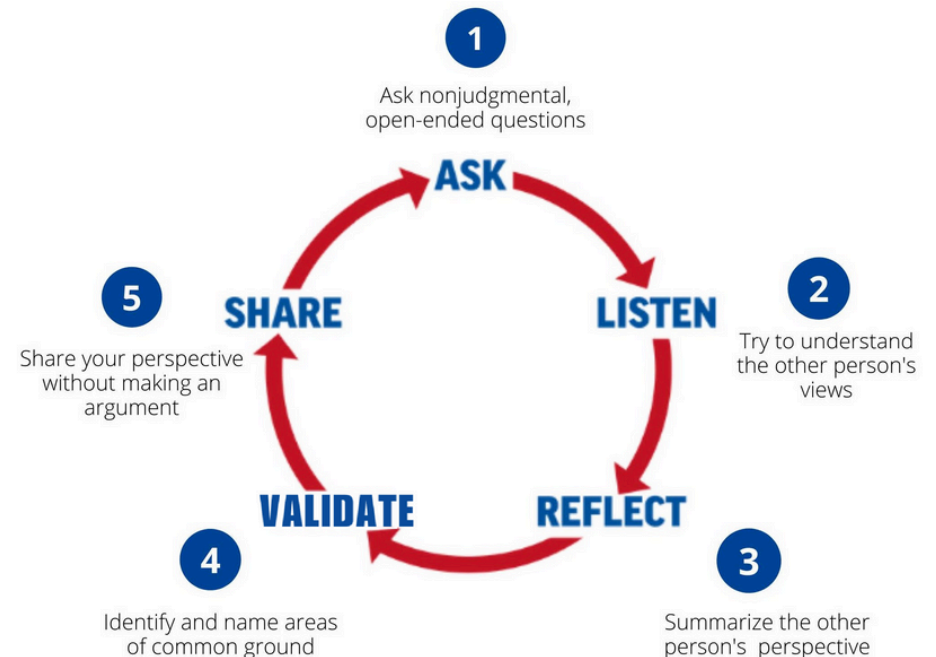 1
Ask nonjudgmental,
open-ended questions
ASK
LISTEN
2
Try to understand
the other person's
views
REFLECT
3
Summarize the other
person's perspective
VALIDATE
4
Identify and name areas
of common ground
SHARE
5
Share your perspective
without making an
argument